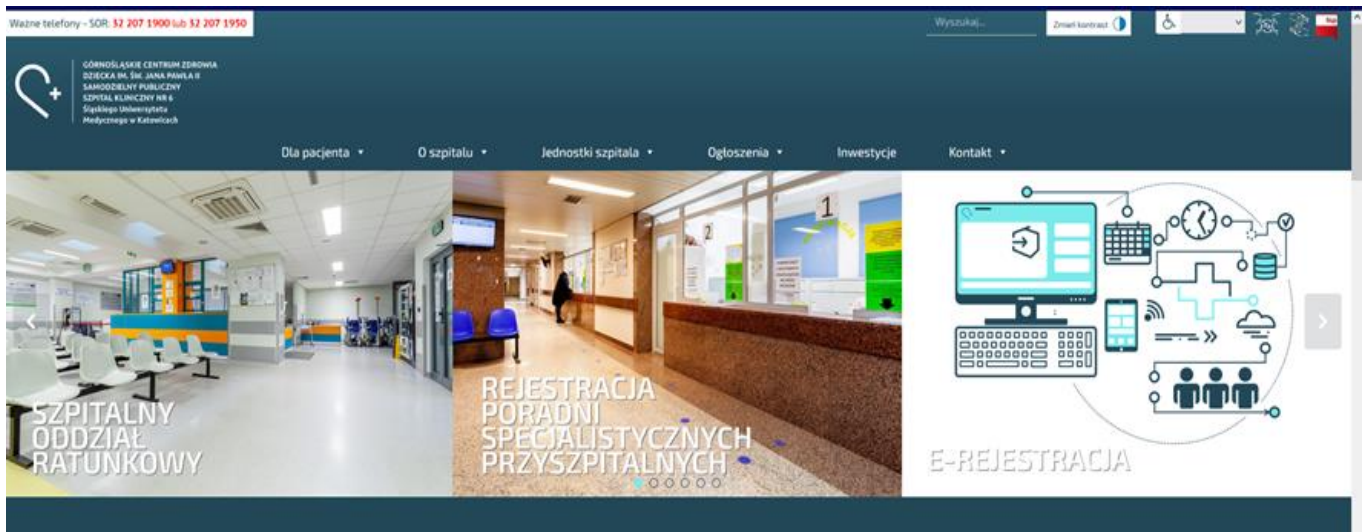 Ważne telefony - SOR: 32 207 1900 lub 32 207 1950
Wyszukaj...
Zmień kontrast
GÓRNOŚLĄSKIE CENTRUM ZDROWIA
DZIECKA IM. ŚW. JANA PAWŁA II
SAMODZIELNY PUBLICZNY
SZPITAL KLINICZNY NR 6
Śląskiego Uniwersytetu
Medycznego w Katowicach
Dla pacjenta
O szpitalu
Jednostki szpitala
Ogłoszenia
Inwestycje
Kontakt
1
2
SZPITALNY
ODDZIAŁ
RATUNKOWY
REJESTRACJA
PORADNI
SPECJALISTYCZNYCH
PRZYSZPITALNYCH
E-REJESTRACJA